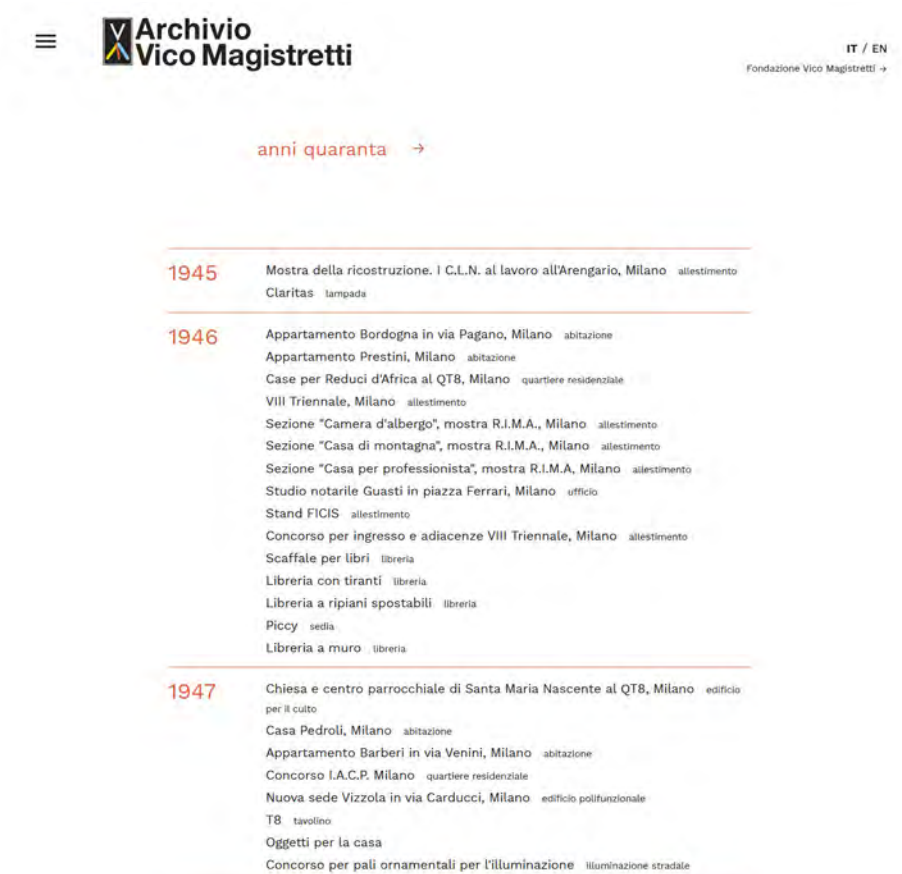 Archivio
Vico Magistretti
IT / EN
Fondazione Vico Magistretti →
anni quaranta →
1945 Mostra della ricostruzione. I C.L.N. al lavoro all'Arengario, Milano allestimento
Claritas lampada
1946 Appartamento Bordogna in via Pagano, Milano abitazione
Appartamento Prestini, Milano abitazione
Case per Reduci d'Africa al QT8, Milano quartiere residenziale
VIII Triennale, Milano allestimento
Sezione "Camera d'albergo", mostra R.I.M.A., Milano allestimento
Sezione "Casa di montagna", mostra R.I.M.A., Milano allestimento
Sezione "Casa per professionista", mostra R.I.M.A, Milano allestimento
Studio notarile Guasti in piazza Ferrari, Milano ufficio
Stand FICIS allestimento
Concorso per ingresso e adiacenze VIII Triennale, Milano allestimento
Scaffale per libri libreria
Libreria con tiranti libreria
Libreria a ripiani spostabili libreria
Piccy sedia
Libreria a muro libreria
1947 Chiesa e centro parrocchiale di Santa Maria Nascente al QT8, Milano edificio
per il culto
Casa Pedroli, Milano abitazione
Appartamento Barberi in via Venini, Milano abitazione
Concorso I.A.C.P. Milano quartiere residenziale
Nuova sede Vizzola in via Carducci, Milano edificio polifunzionale
T8 tavolino
Oggetti per la casa
Concorso per pali ornamentali per l'illuminazione illuminazione stradale